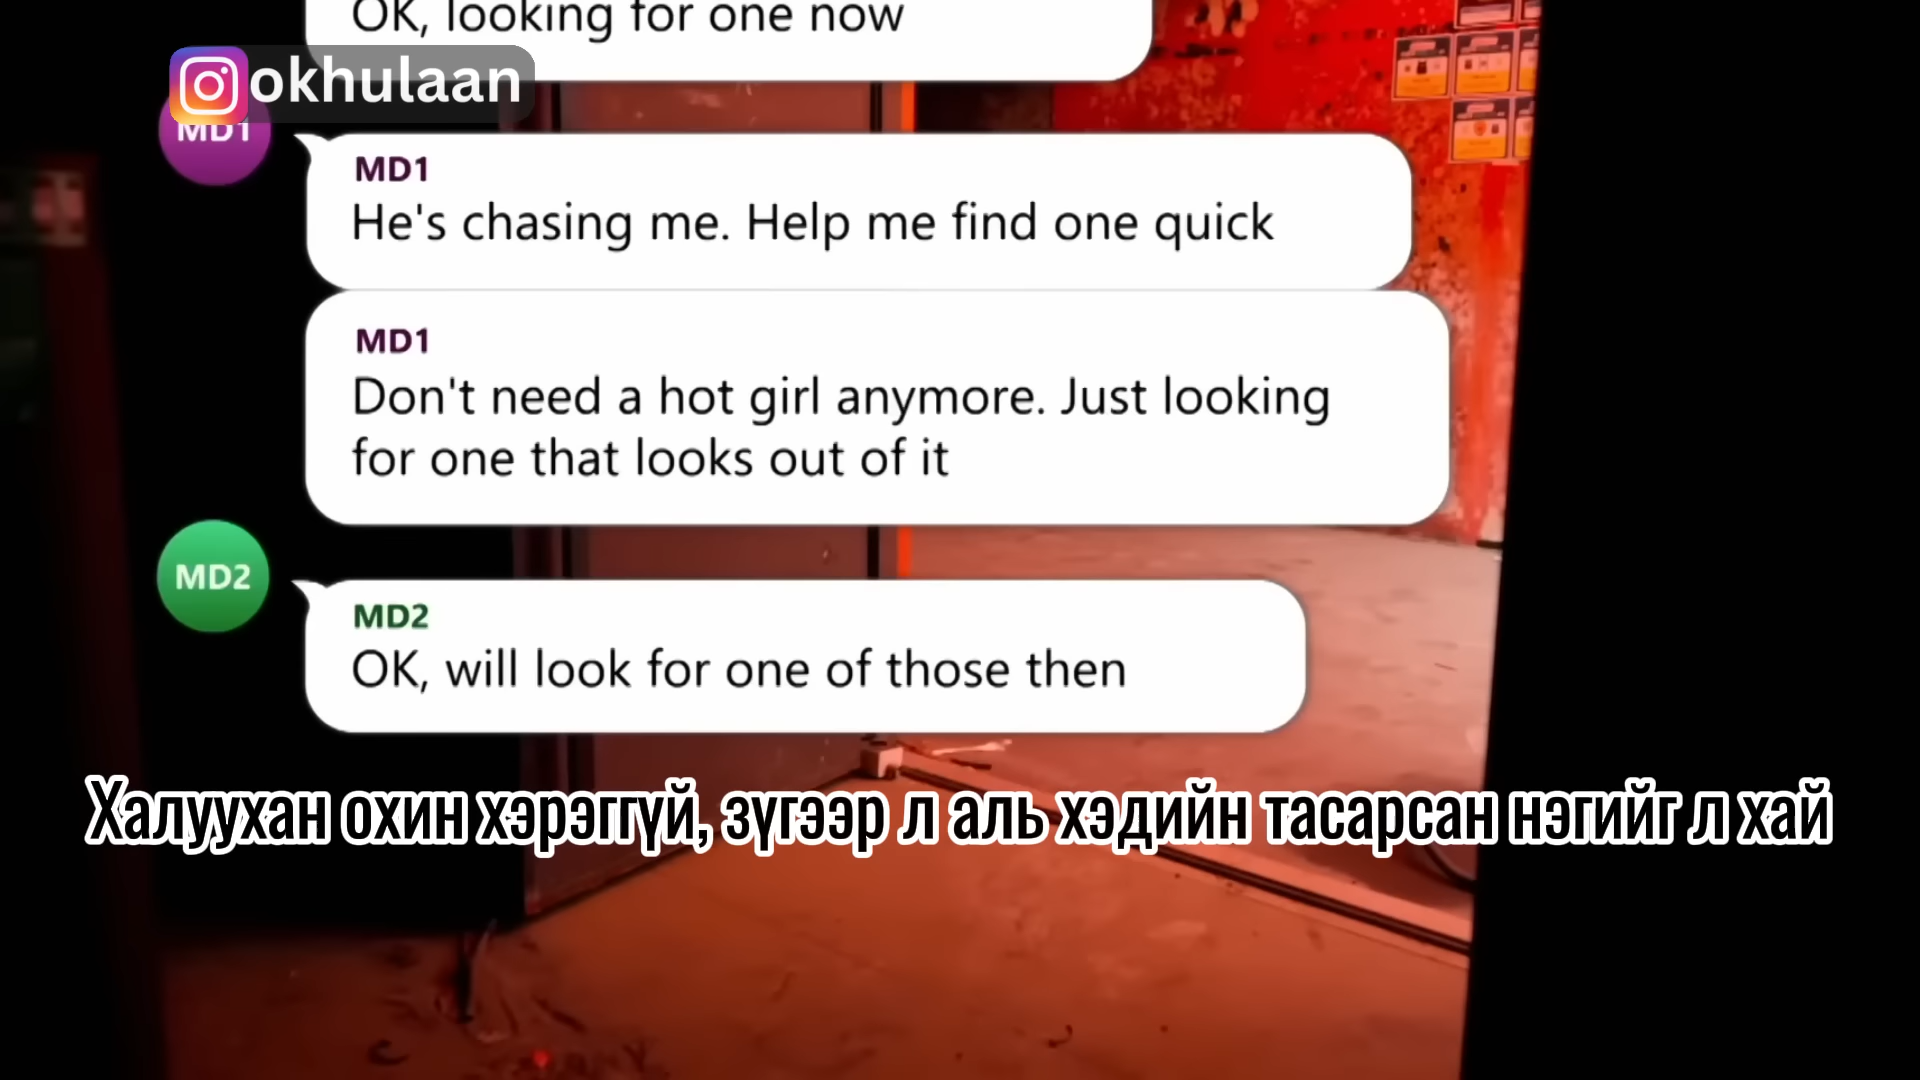 OK, looking for one now
okhulaan
MD1
MD1
He's chasing me. Help me find one quick
MD1
Don't need a hot girl anymore. Just looking
for one that looks out of it
MD2
MD2
OK, will look for one of those then
Халуухан охин хэрэггүй, зүгээр л аль хэдийн тасарсан нэгийг л хай